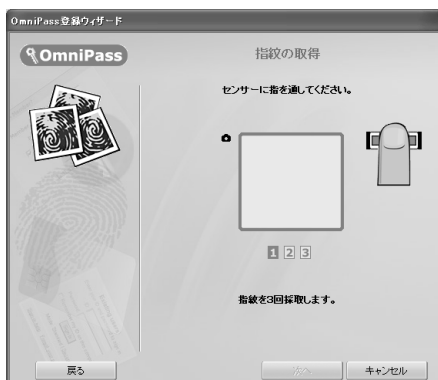 OmniPass登録ウィザード
OmniPass
指紋の取得
センサーに指を通してください。
1 2 3
指紋を3回採取します。
戻る
次へ
キャンセル